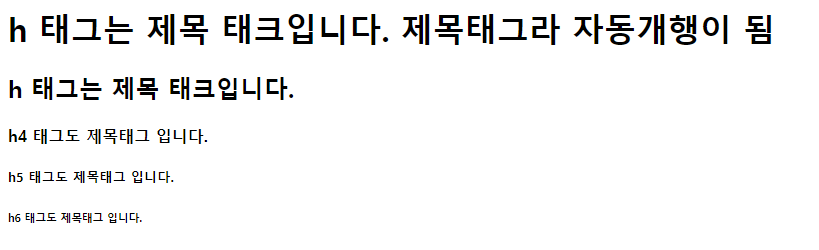 h 태그는 제목 태크입니다. 제목태그라 자동개행이 됨
h 태그는 제목 태크입니다.
h4 태그도 제목태그 입니다.
h5 태그도 제목태그 입니다.
h6 태그도 제목태그 입니다.